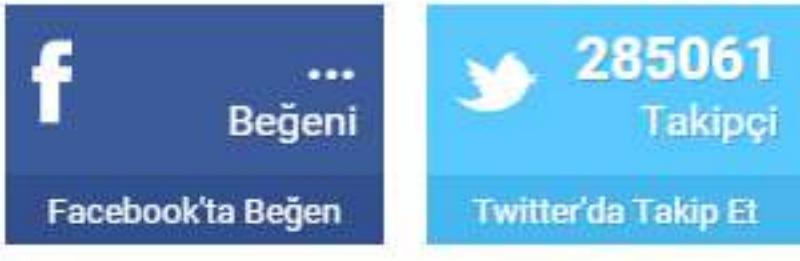 f
...
Beğeni
Facebook'ta Beğen
285061
Takipçi
Twitter'da Takip Et